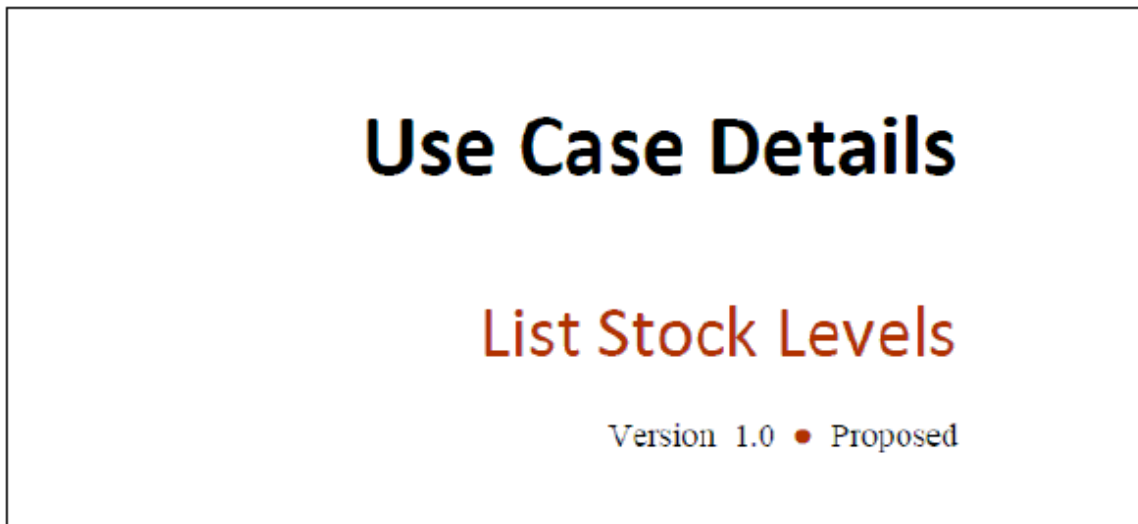 Use Case Details
List Stock Levels
Version 1.0 • Proposed